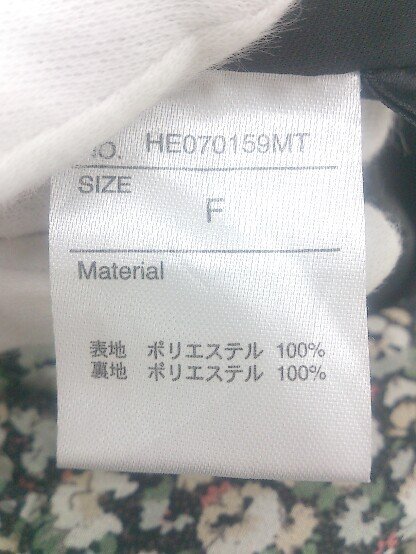 No. HE070159MT
SIZE
F
Material
表地 ポリエステル 100%
裏地 ポリエステル 100%